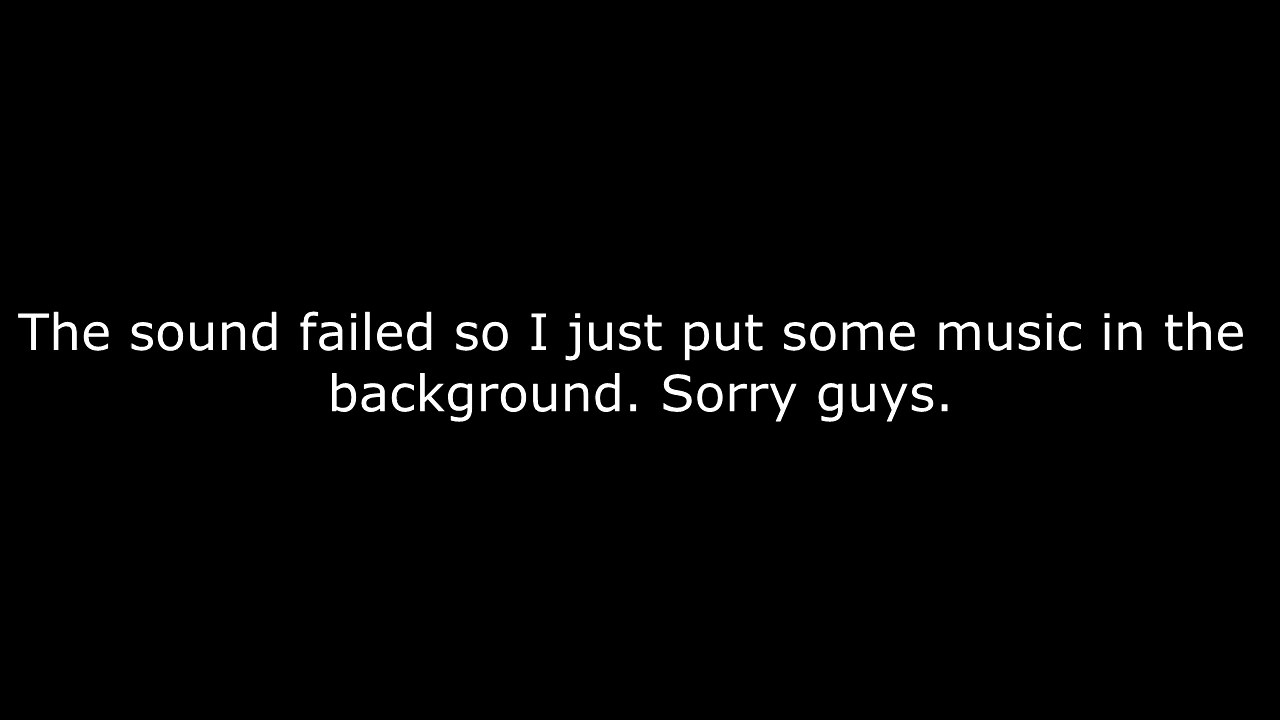 The sound failed so I just put some music in the
background. Sorry guys.